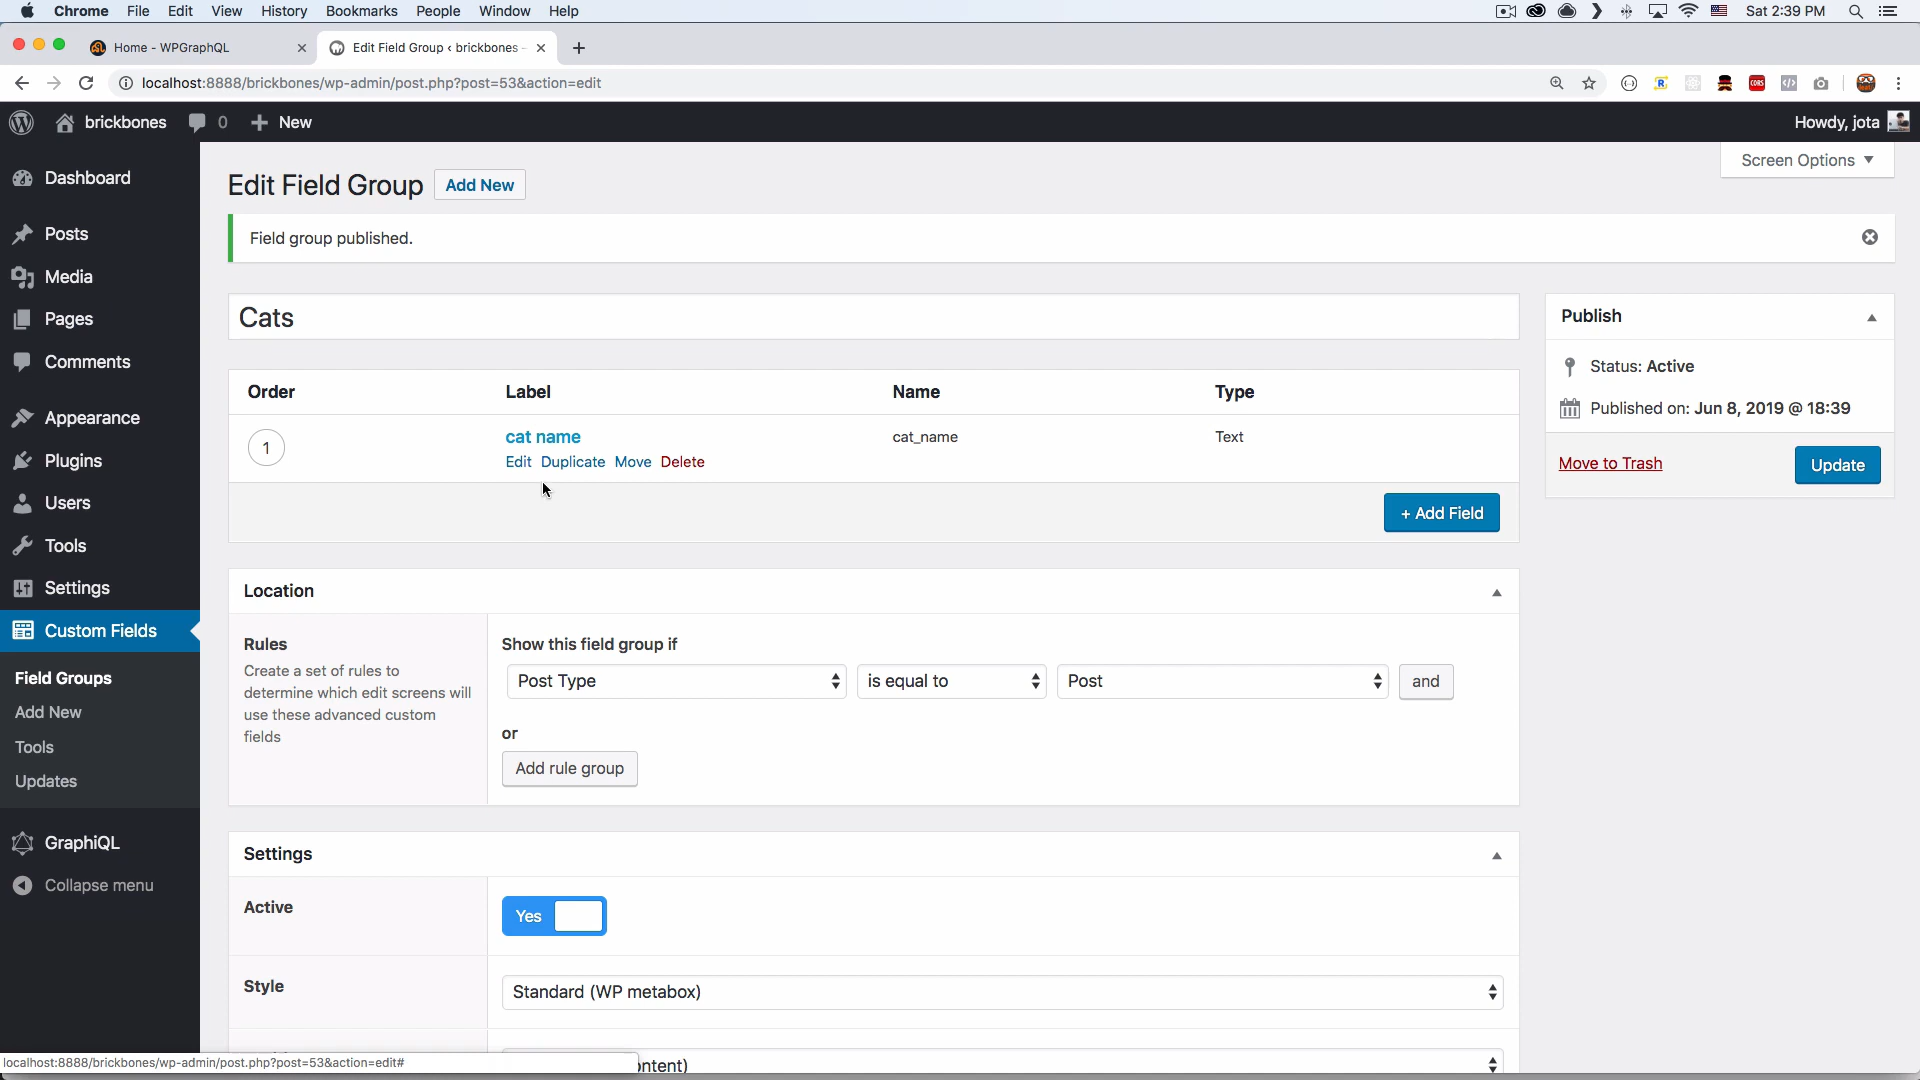 Chrome File Edit View History Bookmarks People Window Help Sat 2:39 PM
Home - WPGraphQL Edit Field Group ‹ brickbones -
localhost:8888/brickbones/wp-admin/post.php?post=53&action=edit
brickbones 0 New Howdy, jota
Screen Options
Dashboard
Posts
Media
Pages
Comments
Appearance
Plugins
Users
Tools
Settings
Custom Fields
Field Groups
Add New
Tools
Updates
GraphiQL
Collapse menu
Edit Field Group Add New
Field group published.
Cats
Order Label Name Type
1 cat name cat_name Text
Edit Duplicate Move Delete
+ Add Field
Location
Rules
Create a set of rules to
determine which edit screens will
use these advanced custom
fields
Show this field group if
Post Type is equal to Post and
or
Add rule group
Settings
Active
Yes
Style
Standard (WP metabox)
ontent)
Publish
Status: Active
Published on: Jun 8, 2019 @ 18:39
Move to Trash Update
localhost:8888/brickbones/wp-admin/post.php?post=53&action=edit#